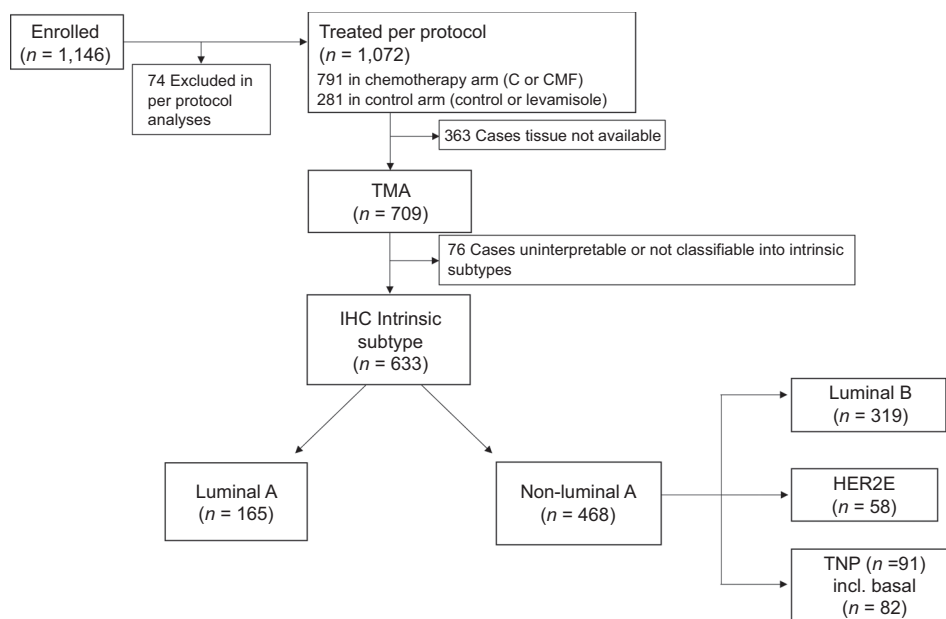 Enrolled
(n = 1,146)
74 Excluded in
per protocol
analyses
Treated per protocol
(n = 1,072)
791 in chemotherapy arm (C or CMF)
281 in control arm (control or levamisole)
363 Cases tissue not available
TMA
(n = 709)
76 Cases uninterpretable or not classifiable into intrinsic
subtypes
IHC Intrinsic
subtype
(n = 633)
Luminal A
(n = 165)
Non-luminal A
(n = 468)
Luminal B
(n = 319)
HER2E
(n = 58)
TNP (n =91)
incl. basal
(n = 82)